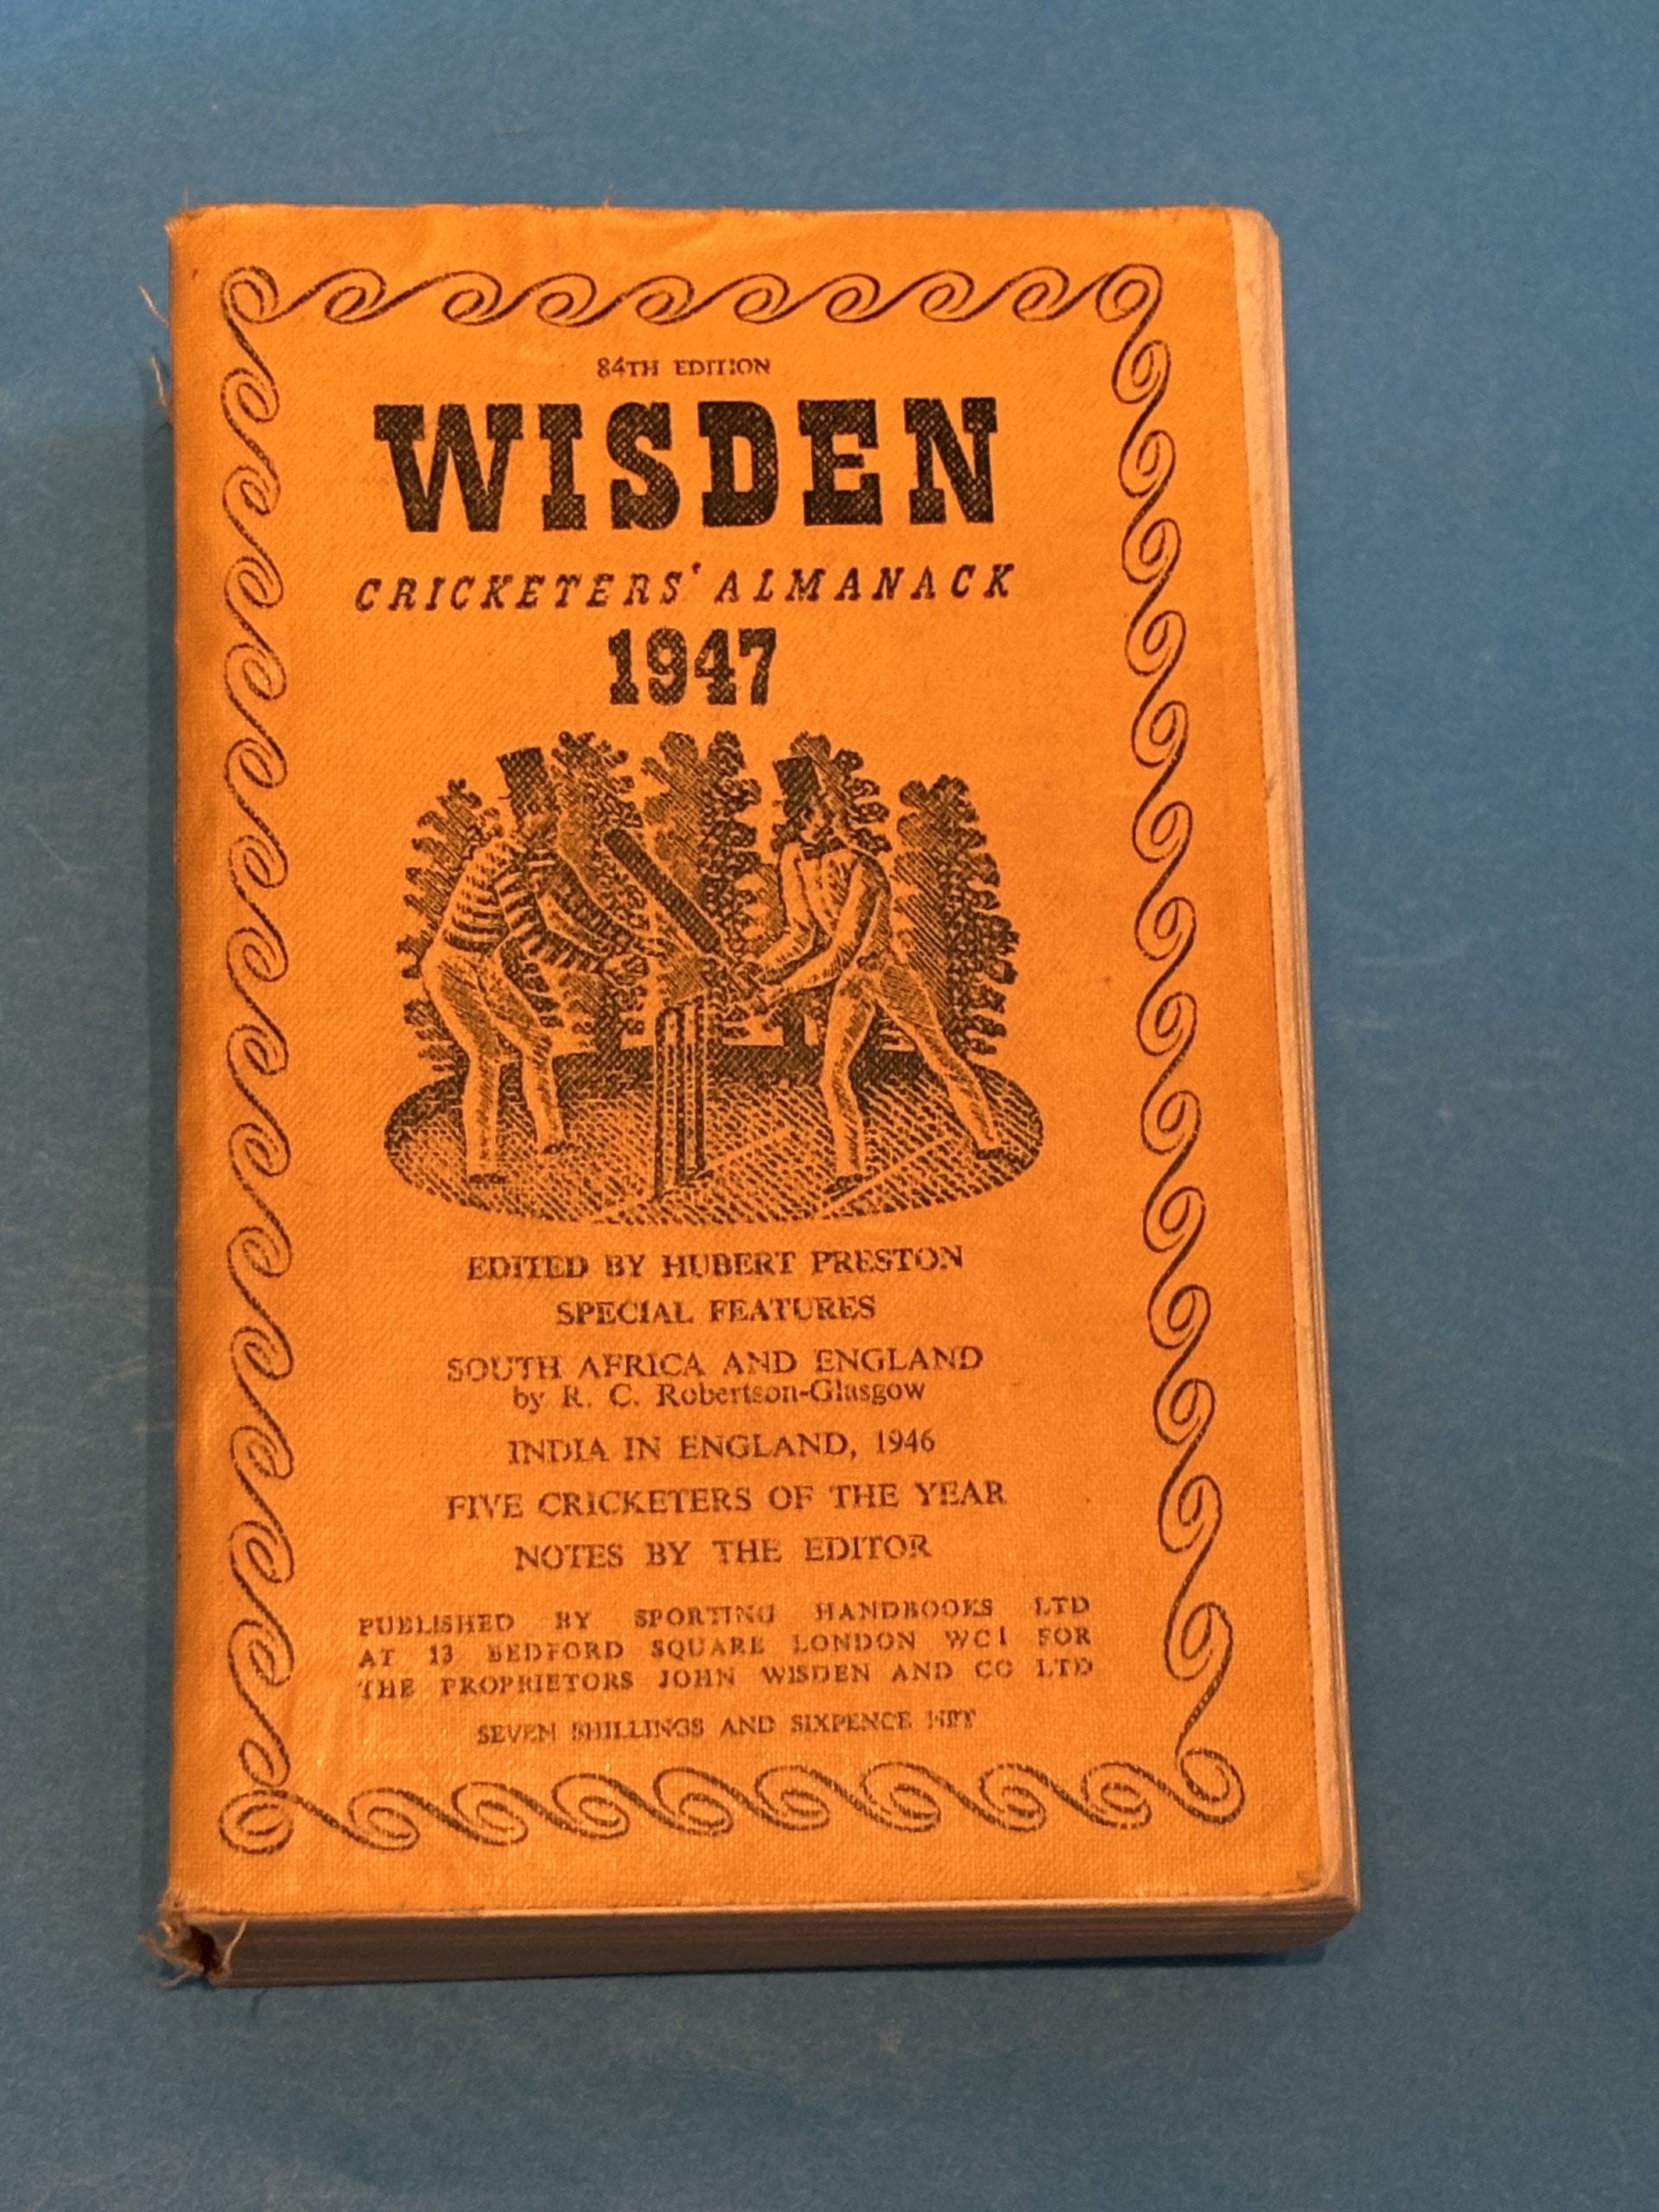 84TH EDITION
WISDEN
CRICKETERS' ALMANACK
1947
EDITED BY HUBERT PRESTON
SPECIAL FEATURES
SOUTH AFRICA AND ENGLAND
by R. C. Robertson-Glasgow
INDIA IN ENGLAND, 1946
FIVE CRICKETERS OF THE YEAR
NOTES BY THE EDITOR
PUBLISHED BY SPORTING HANDBOOKS LTD
AT 13 BEDFORD SQUARE LONDON WC1 FOR
THE PROPRIETORS JOHN WISDEN AND CO LTD
SEVEN SHILLINGS AND SIXPENCE NET